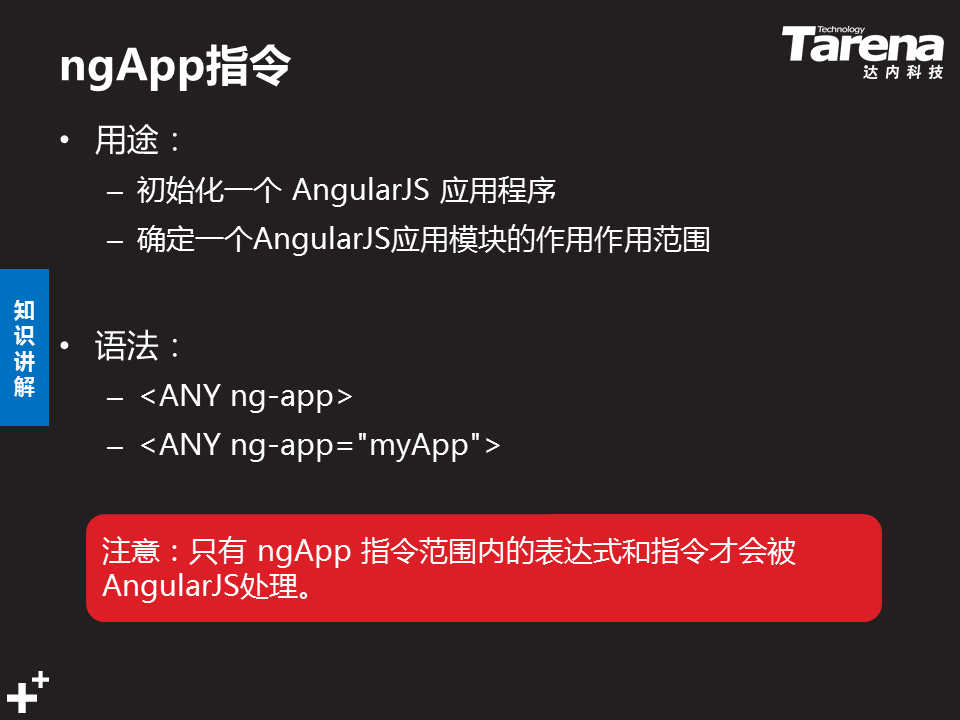 ngApp指令
Technology
Tarena
达内科技
• 用途：
– 初始化一个 AngularJS 应用程序
– 确定一个AngularJS应用模块的作用作用范围
知识讲解
• 语法：
– <ANY ng-app>
– <ANY ng-app="myApp">
注意：只有 ngApp 指令范围内的表达式和指令才会被
AngularJS处理。